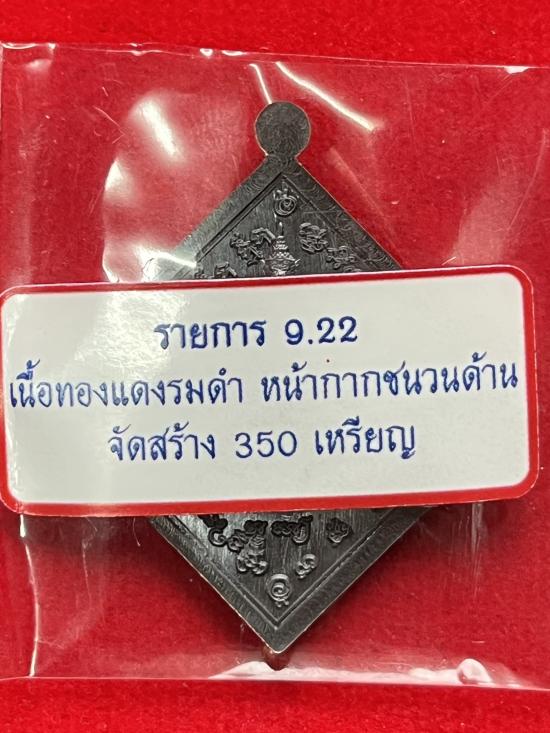 รายการ 9.22
เนื้อทองแดงรมดำ หน้ากากชนวนด้าน
จัดสร้าง 350 เหรียญ